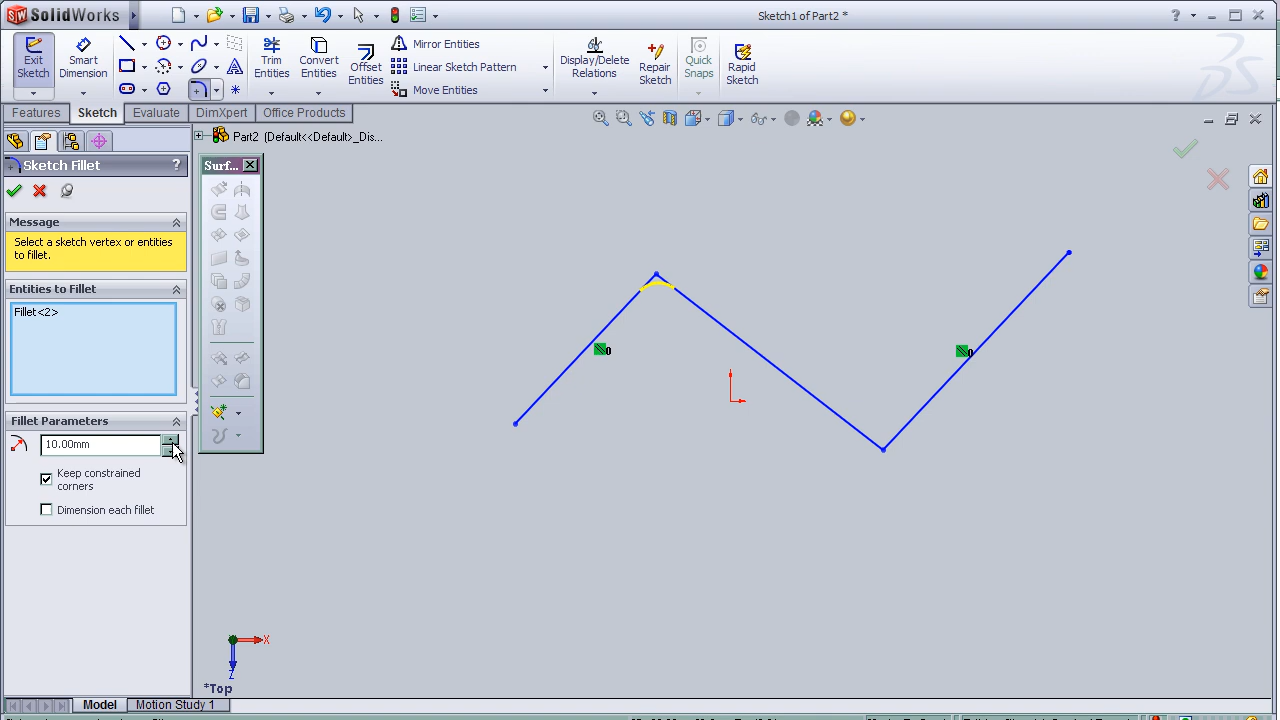 SolidWorks
Sketch1 of Part2 *
?
Exit Sketch
Smart Dimension
Trim Entities
Convert Entities
Offset Entities
Mirror Entities
Linear Sketch Pattern
Move Entities
Display/Delete Relations
Repair Sketch
Quick Snaps
Rapid Sketch
Features
Sketch
Evaluate
DimXpert
Office Products
Part2 (Default<<Default>_Dis...
Sketch Fillet
?
Surf...
Message
Select a sketch vertex or entities
to fillet.
Entities to Fillet
Fillet<2>
Fillet Parameters
10.00mm
Keep constrained
corners
Dimension each fillet
0
0
X
Z
*Top
Model
Motion Study 1